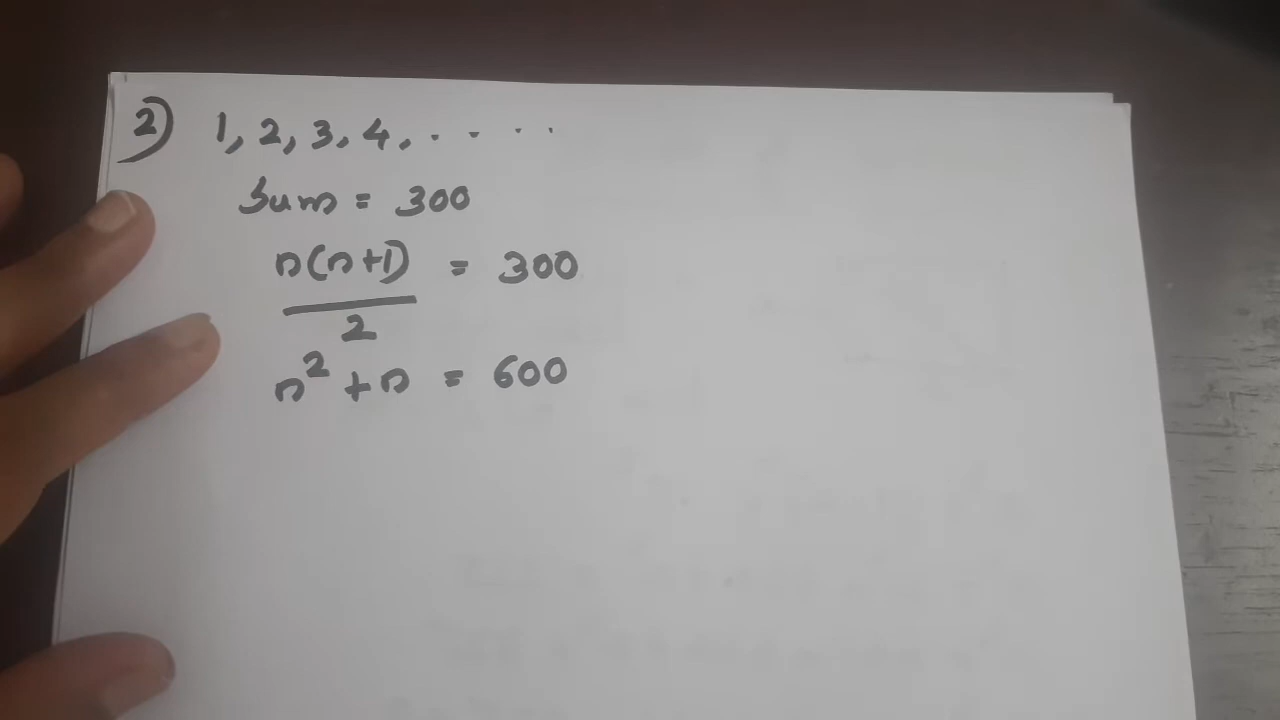 2) 1, 2, 3, 4, . . . .
Sum = 300
n(n+1)/2 = 300
n² + n = 600